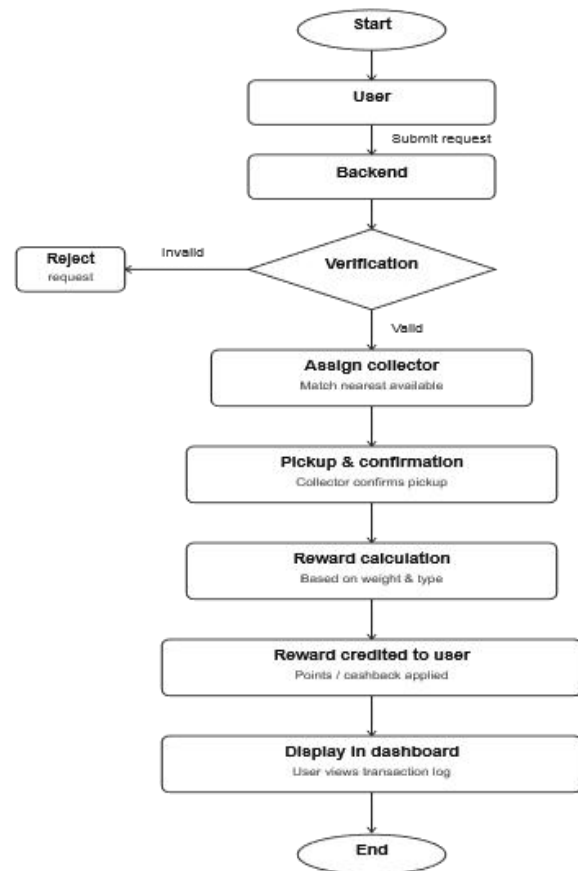 Start
User
Submit request
Backend
Verification
Invalid
Reject
request
Valid
Assign collector
Match nearest available
Pickup & confirmation
Collector confirms pickup
Reward calculation
Based on weight & type
Reward credited to user
Points / cashback applied
Display in dashboard
User views transaction log
End